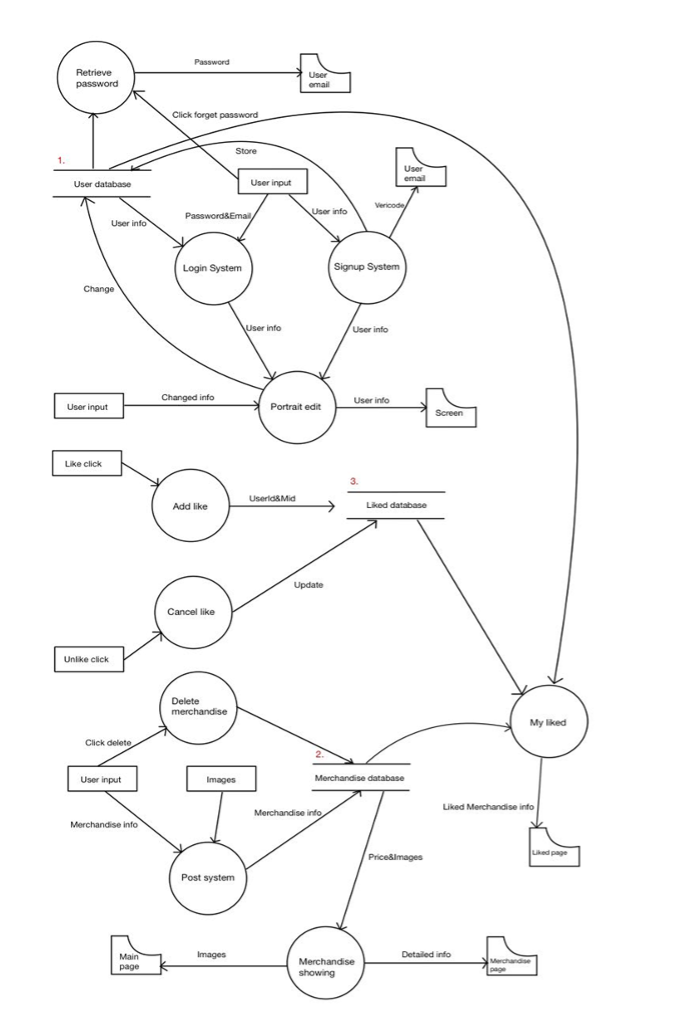 Password
Retrieve
password
User
email
Click forget password
1.
Store
User database
User input
User
email
Vericode
User info
Password&Email
User info
Login System
Signup System
Change
User info
User info
User input
Changed info
Portrait edit
User info
Screen
Like click
Add like
UserId&Mid
3.
Liked database
Update
Cancel like
Unlike click
Delete
merchandise
My liked
Click delete
2.
User input
Images
Merchandise database
Merchandise info
Merchandise info
Liked Merchandise info
Liked page
Post system
Price&Images
Main
page
Images
Merchandise
showing
Detailed info
Merchandise
page